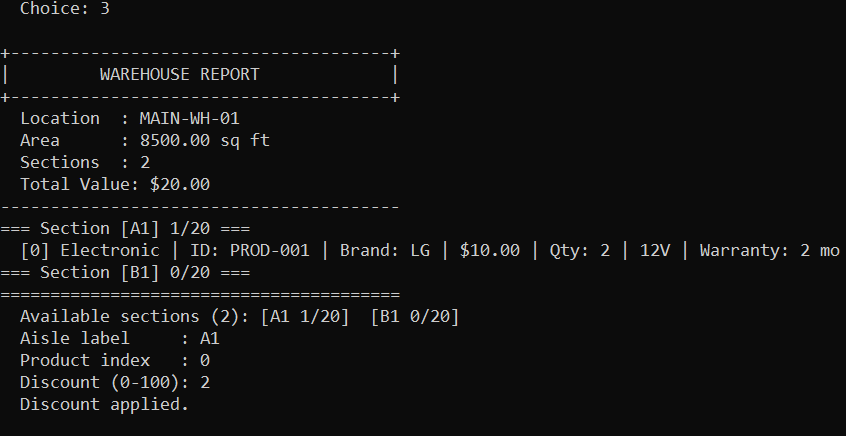 Choice: 3

+--------------------------------------+
|         WAREHOUSE REPORT             |
+--------------------------------------+
  Location  : MAIN-WH-01
  Area      : 8500.00 sq ft
  Sections  : 2
  Total Value: $20.00
----------------------------------------
=== Section [A1] 1/20 ===
  [0] Electronic | ID: PROD-001 | Brand: LG | $10.00 | Qty: 2 | 12V | Warranty: 2 mo
=== Section [B1] 0/20 ===
========================================
  Available sections (2): [A1 1/20]  [B1 0/20]
  Aisle label     : A1
  Product index   : 0
  Discount (0-100): 2
  Discount applied.